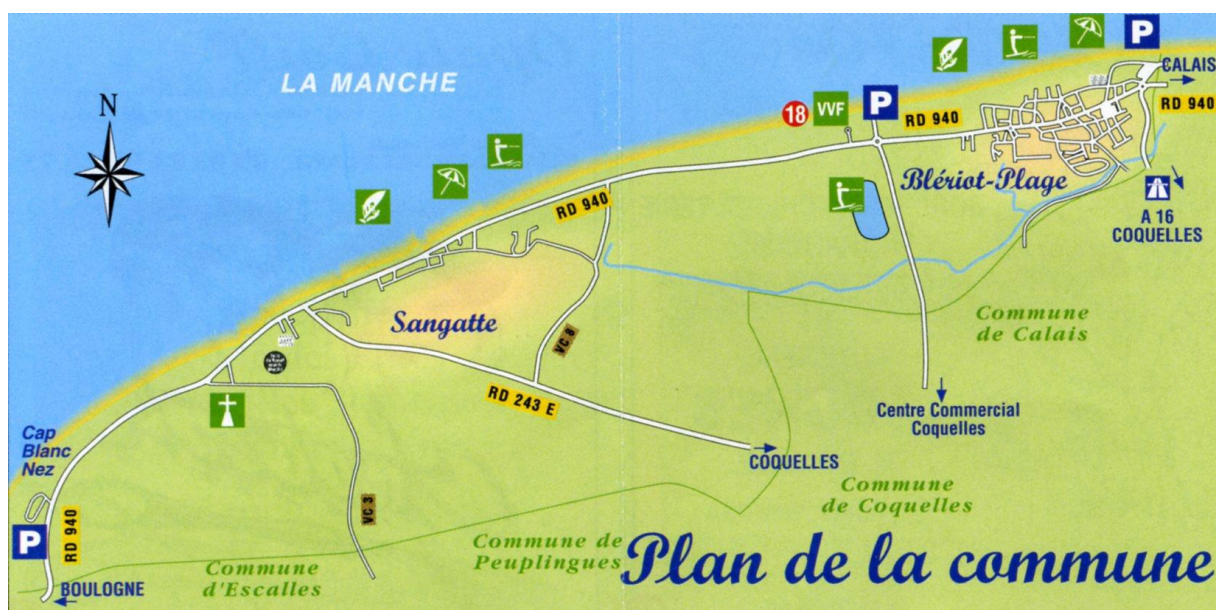 LA MANCHE
N
P
CALAIS
RD 940
18
VVF
P
RD 940
Blériot-Plage
A 16
COQUELLES
RD 940
Sangatte
Commune
de Calais
VC 8
RD 243 E
Centre Commercial
Coquelles
Cap
Blanc
Nez
COQUELLES
Commune
de Coquelles
VC 3
P
RD 940
Commune de
Peuplingues
Commune
d'Escalles
BOULOGNE
Plan de la commune